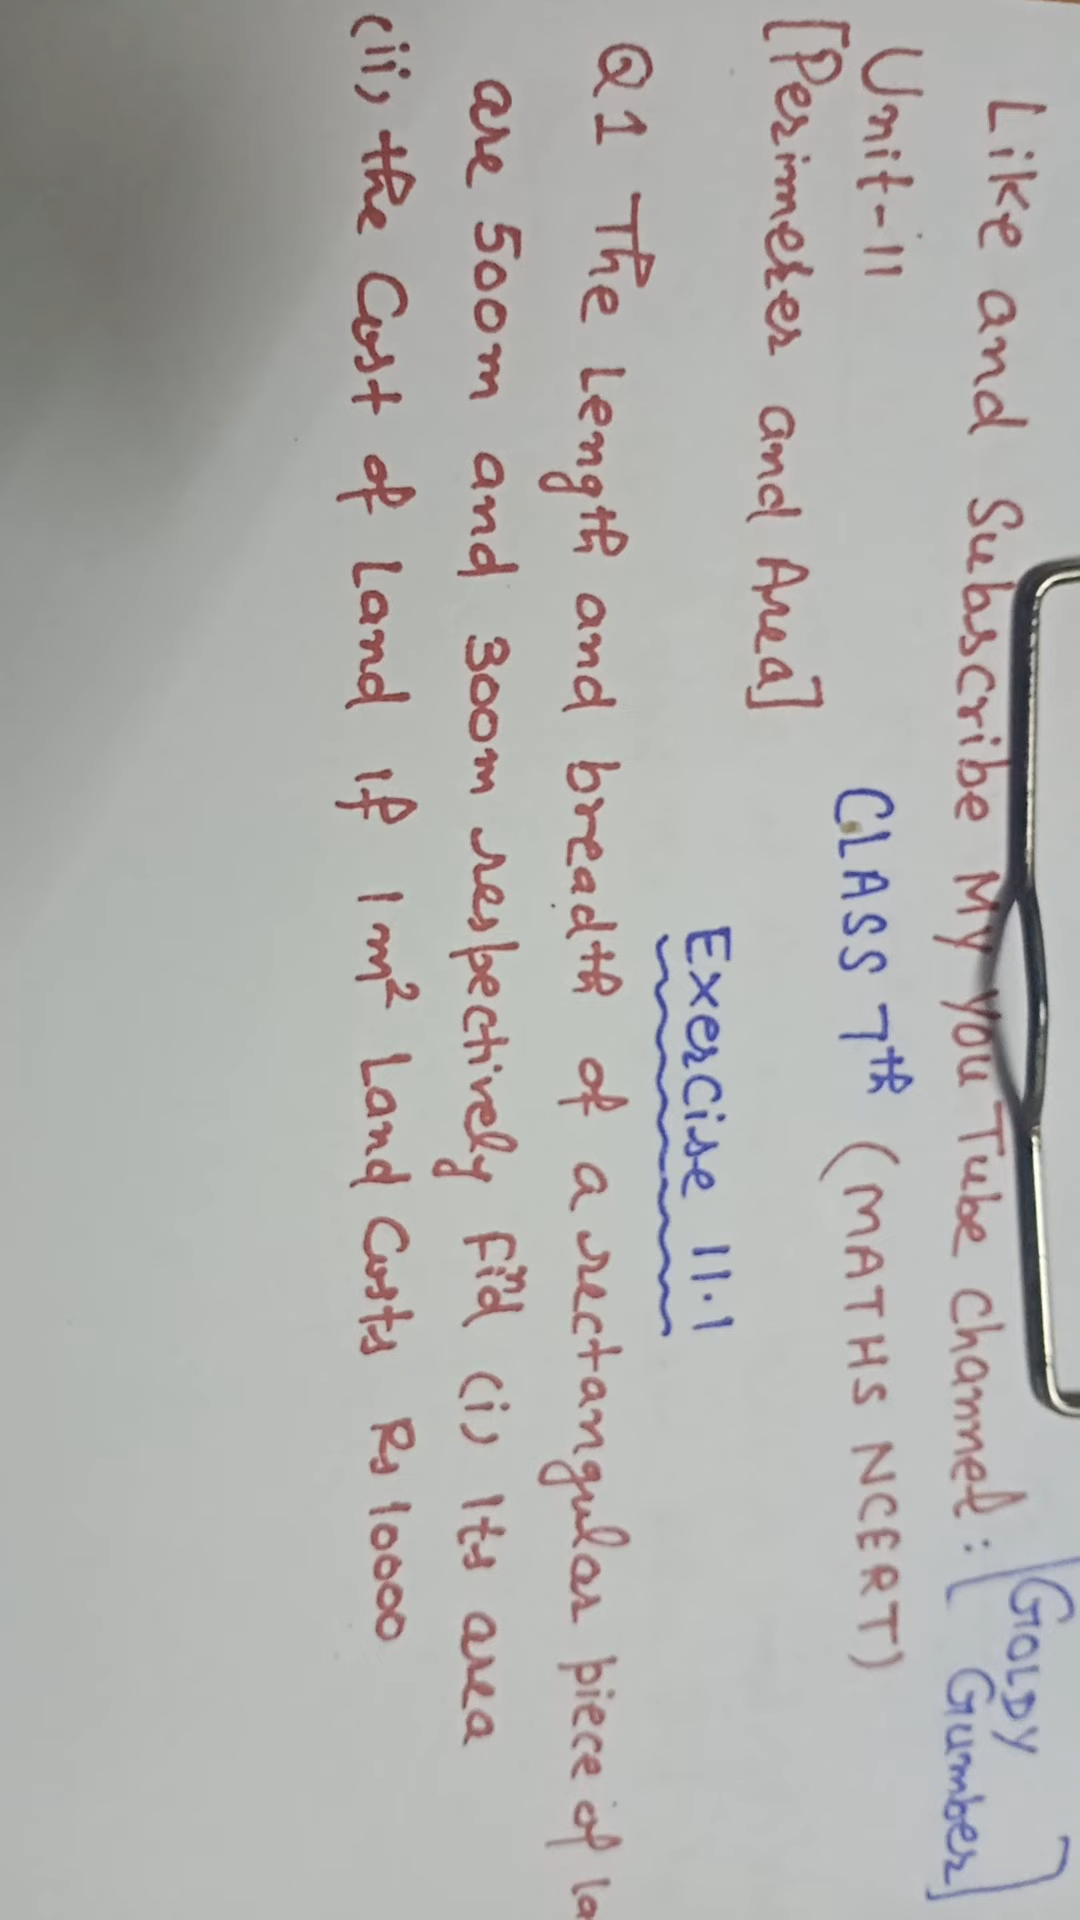 Like and Subscribe My YouTube channel: [GOLDY Gumber]
Unit-11
CLASS 7th (MATHS NCERT)
[Perimeter and Area]
Exercise 11.1
Q1 The Length and breadth of a rectangular piece of la
are 500m and 300m respectively Find (i) Its area
(ii) the Cost of Land if 1m² Land Costs Rs 10000